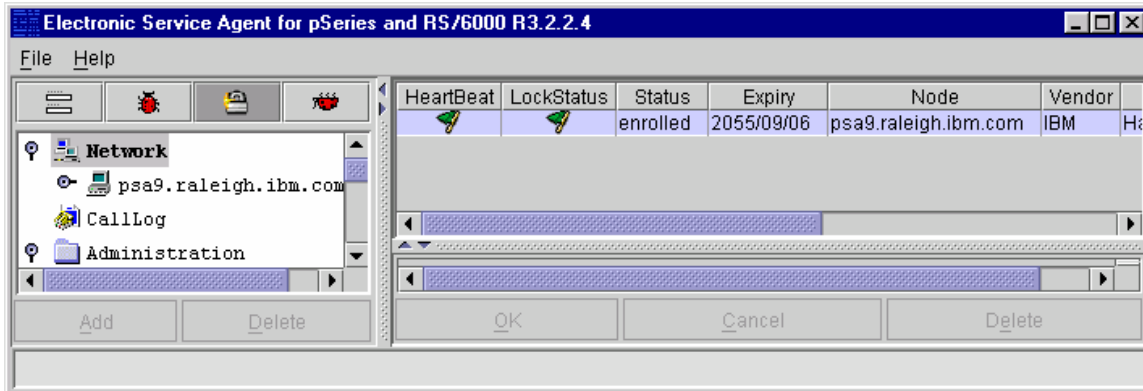 Electronic Service Agent for pSeries and RS/6000 R3.2.2.4
File Help
HeartBeat LockStatus Status Expiry Node Vendor
enrolled 2055/09/06 psa9.raleigh.ibm.com IBM Ha
Network
psa9.raleigh.ibm.com
CallLog
Administration
Add Delete OK Cancel Delete